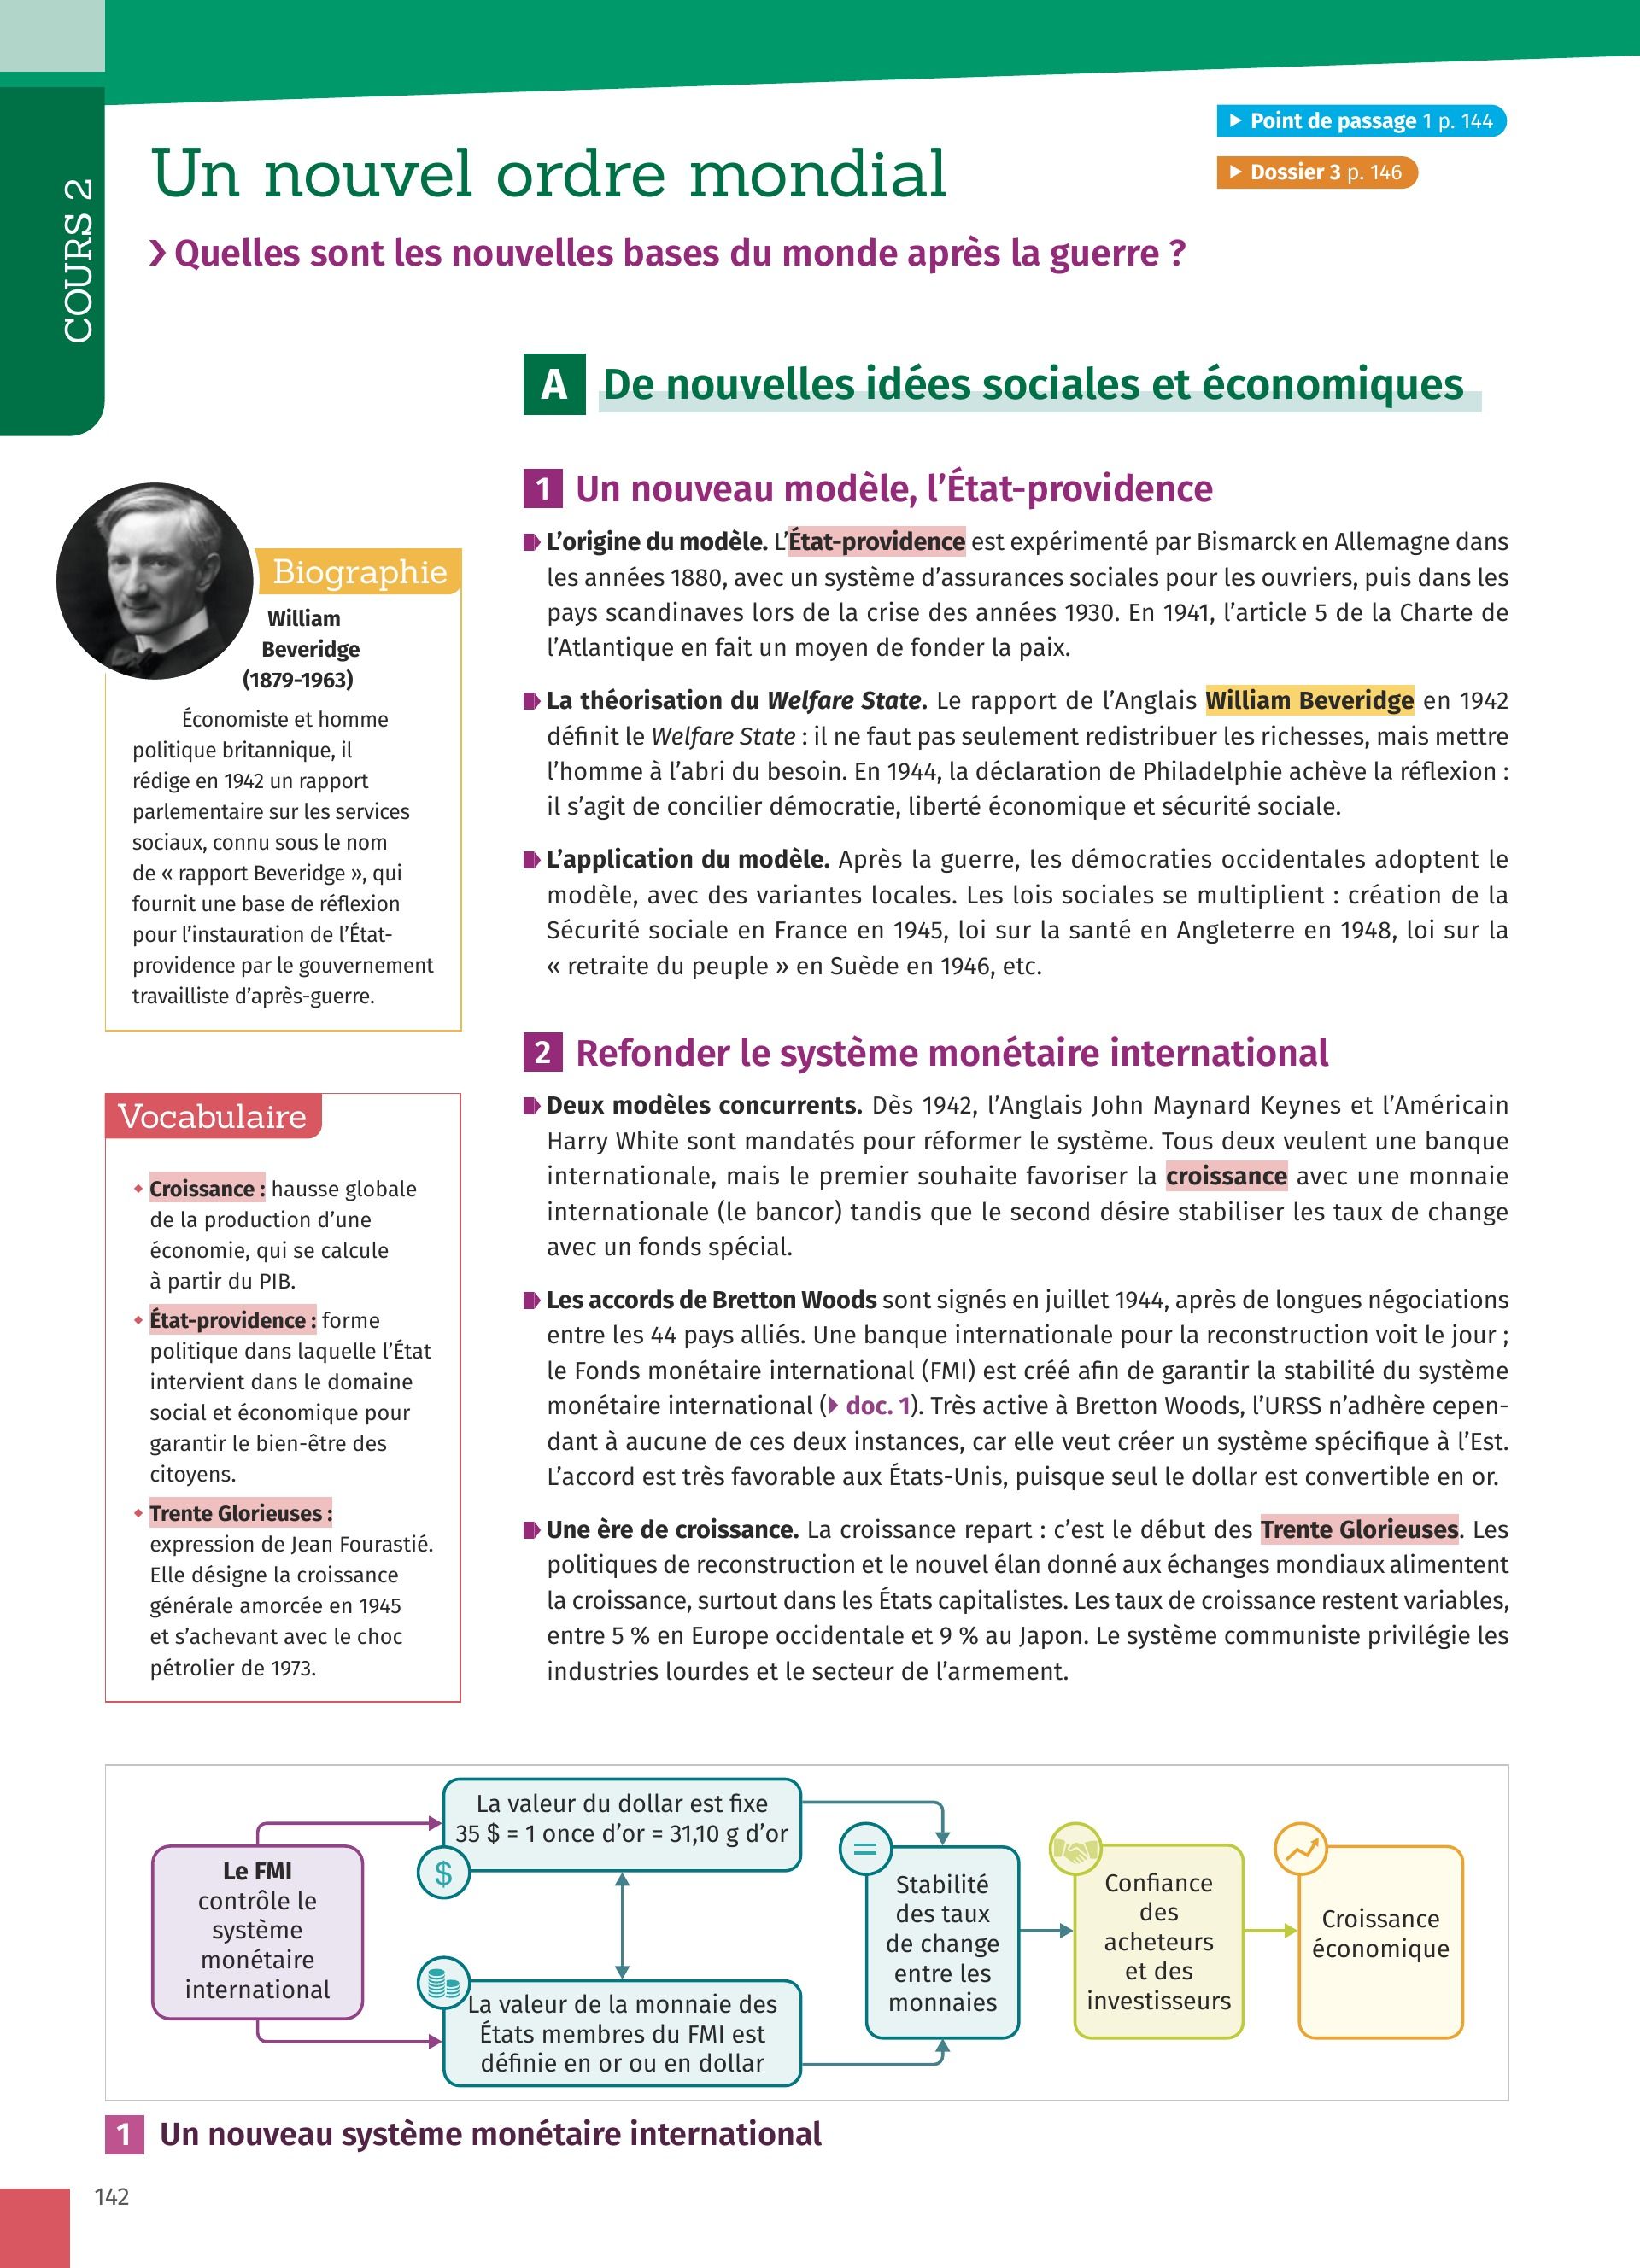 COURS 2
Point de passage 1 p. 144
Dossier 3 p. 146
Un nouvel ordre mondial
Quelles sont les nouvelles bases du monde après la guerre ?
A De nouvelles idées sociales et économiques
1 Un nouveau modèle, l’État-providence
L’origine du modèle. L’État-providence est expérimenté par Bismarck en Allemagne dans
les années 1880, avec un système d’assurances sociales pour les ouvriers, puis dans les
pays scandinaves lors de la crise des années 1930. En 1941, l’article 5 de la Charte de
l’Atlantique en fait un moyen de fonder la paix.
La théorisation du Welfare State. Le rapport de l’Anglais William Beveridge en 1942
définit le Welfare State : il ne faut pas seulement redistribuer les richesses, mais mettre
l’homme à l’abri du besoin. En 1944, la déclaration de Philadelphie achève la réflexion :
il s’agit de concilier démocratie, liberté économique et sécurité sociale.
L’application du modèle. Après la guerre, les démocraties occidentales adoptent le
modèle, avec des variantes locales. Les lois sociales se multiplient : création de la
Sécurité sociale en France en 1945, loi sur la santé en Angleterre en 1948, loi sur la
« retraite du peuple » en Suède en 1946, etc.
2 Refonder le système monétaire international
Deux modèles concurrents. Dès 1942, l’Anglais John Maynard Keynes et l’Américain
Harry White sont mandatés pour réformer le système. Tous deux veulent une banque
internationale, mais le premier souhaite favoriser la croissance avec une monnaie
internationale (le bancor) tandis que le second désire stabiliser les taux de change
avec un fonds spécial.
Les accords de Bretton Woods sont signés en juillet 1944, après de longues négociations
entre les 44 pays alliés. Une banque internationale pour la reconstruction voit le jour ;
le Fonds monétaire international (FMI) est créé afin de garantir la stabilité du système
monétaire international (doc. 1). Très active à Bretton Woods, l’URSS n’adhère cepen-
dant à aucune de ces deux instances, car elle veut créer un système spécifique à l’Est.
L’accord est très favorable aux États-Unis, puisque seul le dollar est convertible en or.
Une ère de croissance. La croissance repart : c’est le début des Trente Glorieuses. Les
politiques de reconstruction et le nouvel élan donné aux échanges mondiaux alimentent
la croissance, surtout dans les États capitalistes. Les taux de croissance restent variables,
entre 5 % en Europe occidentale et 9 % au Japon. Le système communiste privilégie les
industries lourdes et le secteur de l’armement.
Biographie
William
Beveridge
(1879-1963)
Économiste et homme
politique britannique, il
rédige en 1942 un rapport
parlementaire sur les services
sociaux, connu sous le nom
de « rapport Beveridge », qui
fournit une base de réflexion
pour l’instauration de l’État-
providence par le gouvernement
travailliste d’après-guerre.
Vocabulaire
Croissance : hausse globale
de la production d’une
économie, qui se calcule
à partir du PIB.
État-providence : forme
politique dans laquelle l’État
intervient dans le domaine
social et économique pour
garantir le bien-être des
citoyens.
Trente Glorieuses :
expression de Jean Fourastié.
Elle désigne la croissance
générale amorcée en 1945
et s’achevant avec le choc
pétrolier de 1973.
Le FMI
contrôle le
système
monétaire
international
La valeur du dollar est fixe
35 $ = 1 once d’or = 31,10 g d’or
$
La valeur de la monnaie des
États membres du FMI est
définie en or ou en dollar
=
Stabilité
des taux
de change
entre les
monnaies
Confiance
des
acheteurs
et des
investisseurs
Croissance
économique
1 Un nouveau système monétaire international
142